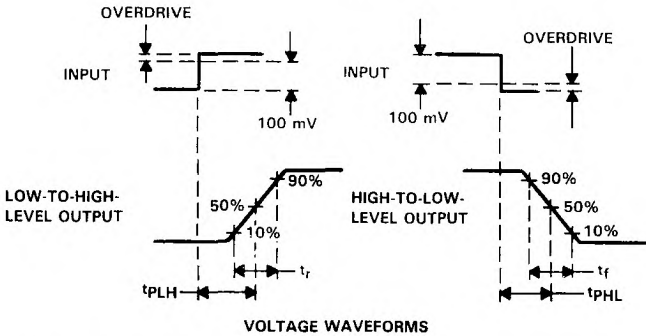 OVERDRIVE
INPUT
100 mV
LOW-TO-HIGH-
LEVEL OUTPUT
90%
50%
10%
tr
tPLH
OVERDRIVE
INPUT
100 mV
HIGH-TO-LOW-
LEVEL OUTPUT
90%
50%
10%
tf
tPHL
VOLTAGE WAVEFORMS